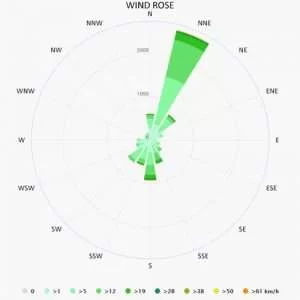 WIND ROSE
N
NNW NNE
NW NE
2000
WNW ENE
1000
W E
WSW ESE
SW SE
SSW SSE
S
0 >1 >5 >12 >19 >28 >38 >50 >61 km/h